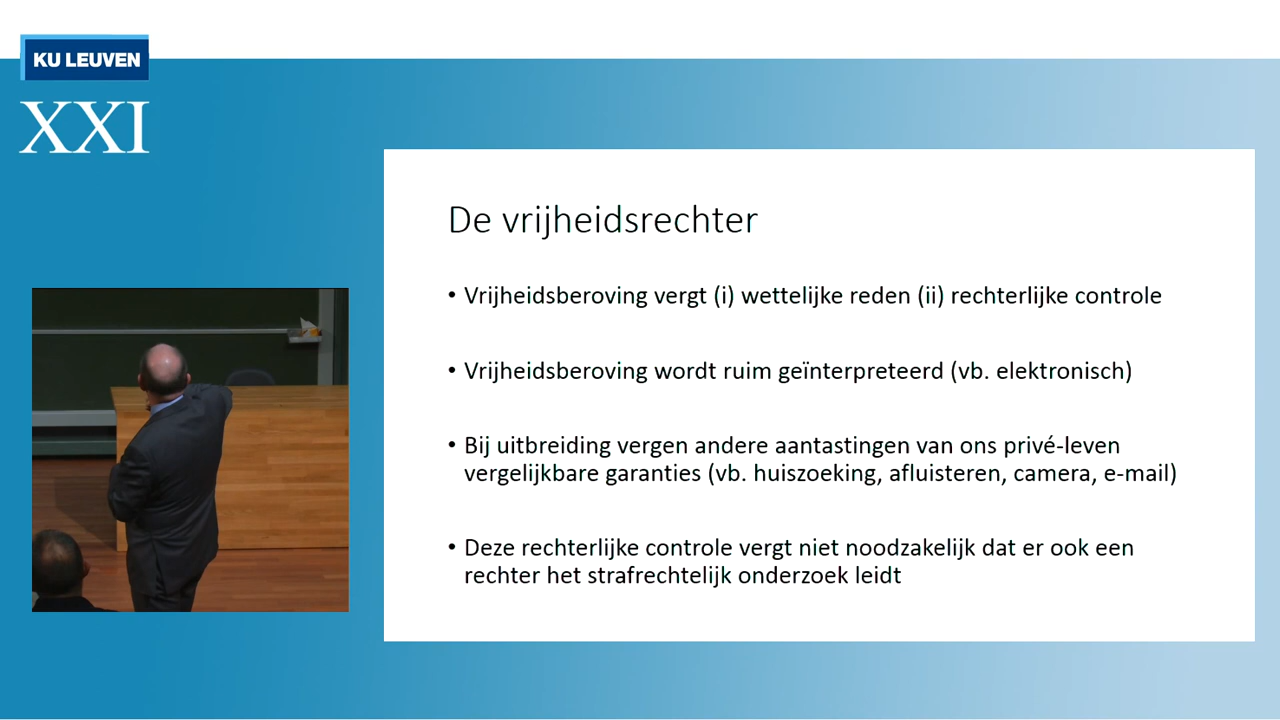 KU LEUVEN
XXI
De vrijheidsrechter
• Vrijheidsberoving vergt (i) wettelijke reden (ii) rechterlijke controle
• Vrijheidsberoving wordt ruim geïnterpreteerd (vb. elektronisch)
• Bij uitbreiding vergen andere aantastingen van ons privé-leven
vergelijkbare garanties (vb. huiszoeking, afluisteren, camera, e-mail)
• Deze rechterlijke controle vergt niet noodzakelijk dat er ook een
rechter het strafrechtelijk onderzoek leidt